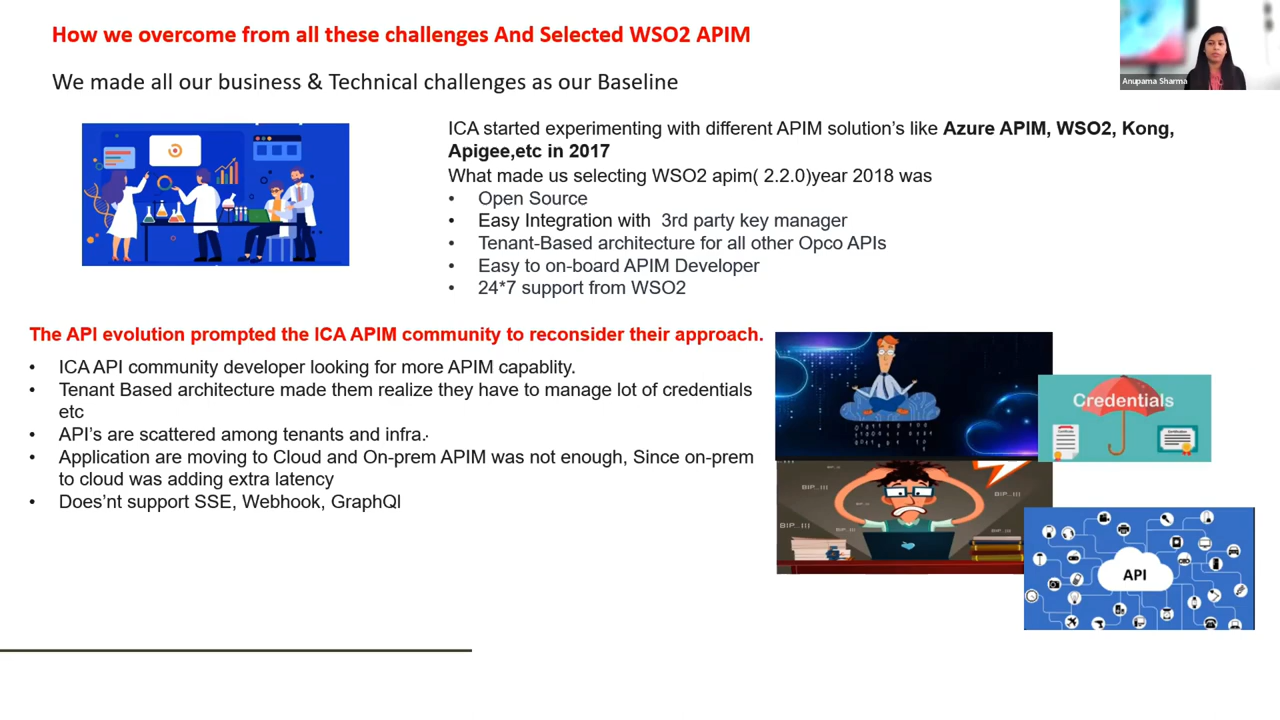 How we overcome from all these challenges And Selected WSO2 APIM
Anupama Sharma
We made all our business & Technical challenges as our Baseline
ICA started experimenting with different APIM solution’s like Azure APIM, WSO2, Kong,
Apigee,etc in 2017
What made us selecting WSO2 apim( 2.2.0)year 2018 was
• Open Source
• Easy Integration with 3rd party key manager
• Tenant-Based architecture for all other Opco APIs
• Easy to on-board APIM Developer
• 24*7 support from WSO2
The API evolution prompted the ICA APIM community to reconsider their approach.
• ICA API community developer looking for more APIM capablity.
• Tenant Based architecture made them realize they have to manage lot of credentials
etc
• API’s are scattered among tenants and infra.
• Application are moving to Cloud and On-prem APIM was not enough, Since on-prem
to cloud was adding extra latency
• Does’nt support SSE, Webhook, GraphQl
Credentials
BIP...!!!
BIP...!!!
BIP...!!!
API